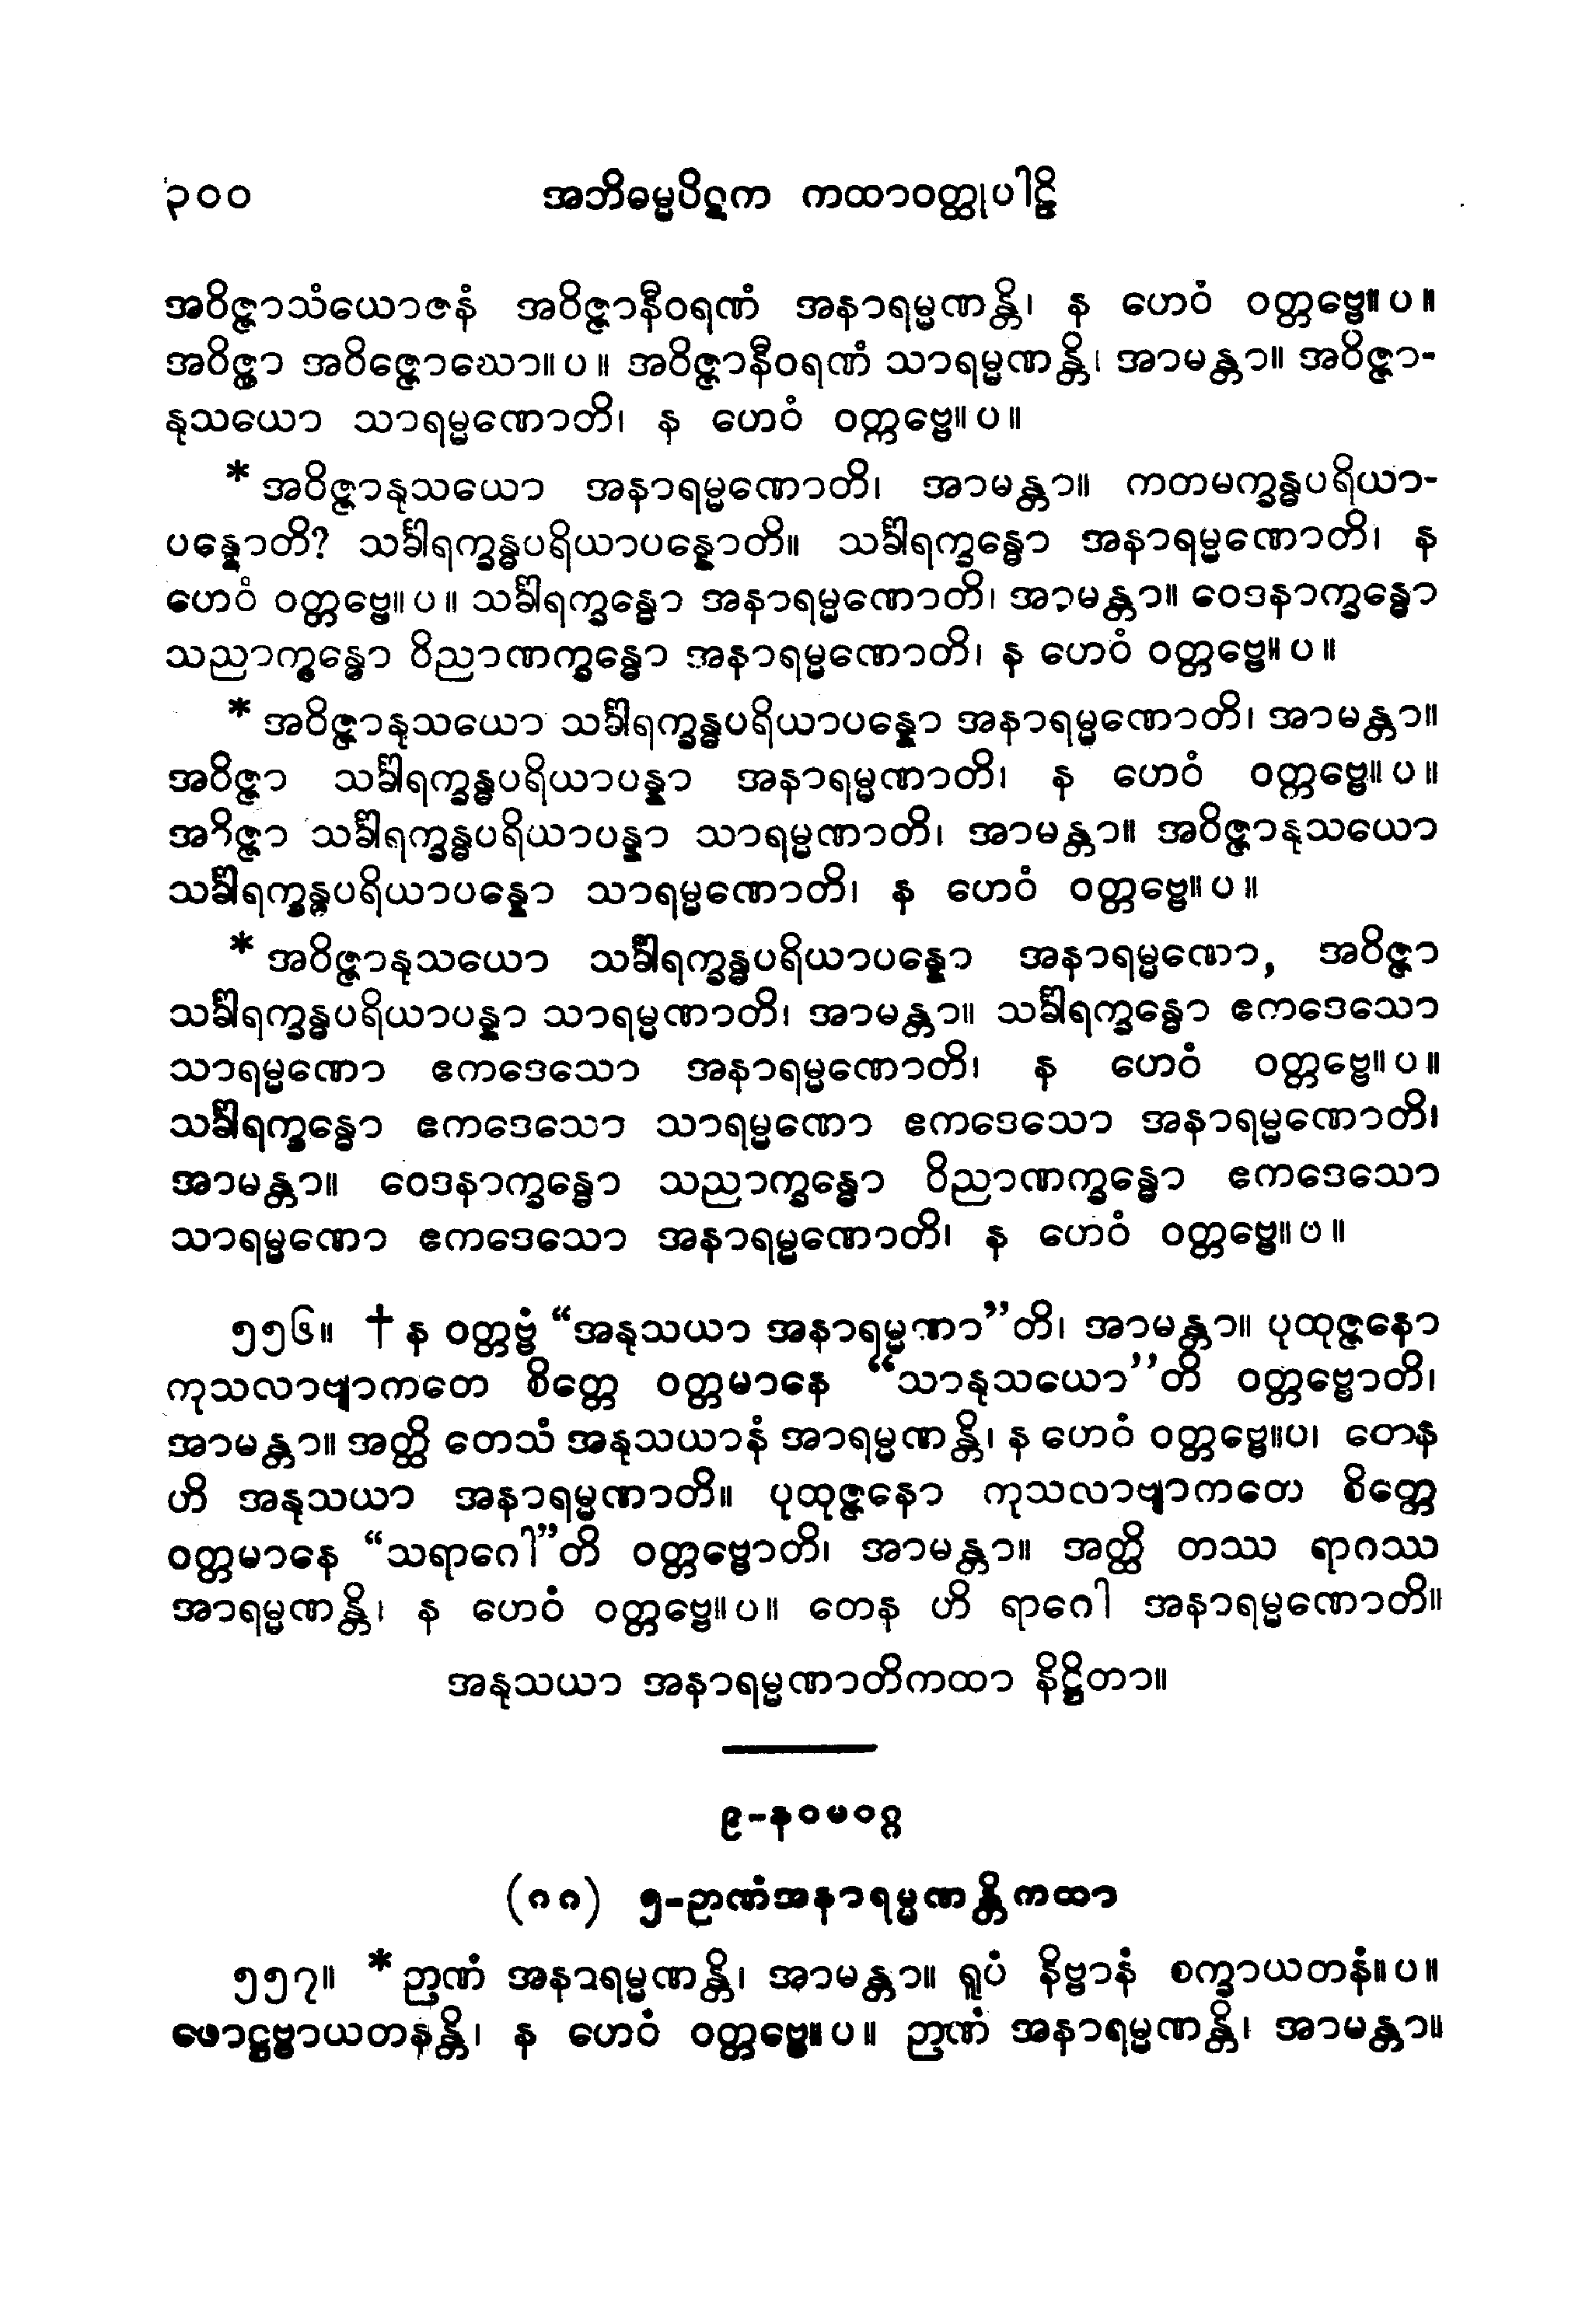 ၃၀၀ အဘိဓမ္မပိဋက ကထာဝတ္ထုပါဠိ
အဝိဇ္ဇာသံယောဇနံ အဝိဇ္ဇာနီဝရဏံ အနာရမ္မဏန္တိ၊ န ဟေဝံ ဝတ္တဗ္ဗေ။ပ။
အဝိဇ္ဇာ အဝိဇ္ဇောဃော။ပ။ အဝိဇ္ဇာနီဝရဏံ သာရမ္မဏန္တိ၊ အာမန္တာ။ အဝိဇ္ဇာ-
နုသယော သာရမ္မဏောတိ၊ န ဟေဝံ ဝတ္တဗ္ဗေ။ပ။
* အဝိဇ္ဇာနုသယော အနာရမ္မဏောတိ၊ အာမန္တာ။ ကတမက္ခန္ဓပရိယာ-
ပန္နောတိ? သင်္ခါရက္ခန္ဓပရိယာပန္နောတိ။ သင်္ခါရက္ခန္ဓော အနာရမ္မဏောတိ၊ န
ဟေဝံ ဝတ္တဗ္ဗေ။ပ။ သင်္ခါရက္ခန္ဓော အနာရမ္မဏောတိ၊ အာမန္တာ။ ဝေဒနာက္ခန္ဓော
သညာက္ခန္ဓော ဝိညာဏက္ခန္ဓော အနာရမ္မဏောတိ၊ န ဟေဝံ ဝတ္တဗ္ဗေ။ပ။
* အဝိဇ္ဇာနုသယော သင်္ခါရက္ခန္ဓပရိယာပန္နော အနာရမ္မဏောတိ၊ အာမန္တာ။
အဝိဇ္ဇာ သင်္ခါရက္ခန္ဓပရိယာပန္နာ အနာရမ္မဏာတိ၊ န ဟေဝံ ဝတ္တဗ္ဗေ။ပ။
အဝိဇ္ဇာ သင်္ခါရက္ခန္ဓပရိယာပန္နာ သာရမ္မဏာတိ၊ အာမန္တာ။ အဝိဇ္ဇာနုသယော
သင်္ခါရက္ခန္ဓပရိယာပန္နော သာရမ္မဏောတိ၊ န ဟေဝံ ဝတ္တဗ္ဗေ။ပ။
* အဝိဇ္ဇာနုသယော သင်္ခါရက္ခန္ဓပရိယာပန္နော အနာရမ္မဏော, အဝိဇ္ဇာ
သင်္ခါရက္ခန္ဓပရိယာပန္နာ သာရမ္မဏာတိ၊ အာမန္တာ။ သင်္ခါရက္ခန္ဓော ဧကဒေသော
သာရမ္မဏော ဧကဒေသော အနာရမ္မဏောတိ၊ န ဟေဝံ ဝတ္တဗ္ဗေ။ပ။
သင်္ခါရက္ခန္ဓော ဧကဒေသော သာရမ္မဏော ဧကဒေသော အနာရမ္မဏောတိ၊
အာမန္တာ။ ဝေဒနာက္ခန္ဓော သညာက္ခန္ဓော ဝိညာဏက္ခန္ဓော ဧကဒေသော
သာရမ္မဏော ဧကဒေသော အနာရမ္မဏောတိ၊ န ဟေဝံ ဝတ္တဗ္ဗေ။ပ။
၅၅၆။ † န ဝတ္တဗ္ဗံ “အနုသယာ အနာရမ္မဏာ”တိ၊ အာမန္တာ။ ပုထုဇ္ဇနော
ကုသလာဗျာကတေ စိတ္တေ ဝတ္တမာနေ “သာနုသယော”တိ ဝတ္တဗ္ဗောတိ၊
အာမန္တာ။ အတ္ထိ တေသံ အနုသယာနံ အာရမ္မဏန္တိ၊ န ဟေဝံ ဝတ္တဗ္ဗေ။ပ၊ တေန
ဟိ အနုသယာ အနာရမ္မဏာတိ။ ပုထုဇ္ဇနော ကုသလာဗျာကတေ စိတ္တေ
ဝတ္တမာနေ “သရာဂေါ”တိ ဝတ္တဗ္ဗောတိ၊ အာမန္တာ။ အတ္ထိ တဿ ရာဂဿ
အာရမ္မဏန္တိ၊ န ဟေဝံ ဝတ္တဗ္ဗေ။ပ။ တေန ဟိ ရာဂေါ အနာရမ္မဏောတိ။
အနုသယာ အနာရမ္မဏာတိကထာ နိဋ္ဌိတာ။
၉-နဝမဝဂ္ဂ
(၈၈) ၅-ဉာဏံအနာရမ္မဏန္တိကထာ
၅၅၇။ * ဉာဏံ အနာရမ္မဏန္တိ၊ အာမန္တာ။ ရူပံ နိဗ္ဗာနံ စက္ခာယတနံ။ပ။
ဖောဋ္ဌဗ္ဗာယတနန္တိ၊ န ဟေဝံ ဝတ္တဗ္ဗေ။ပ။ ဉာဏံ အနာရမ္မဏန္တိ၊ အာမန္တာ။